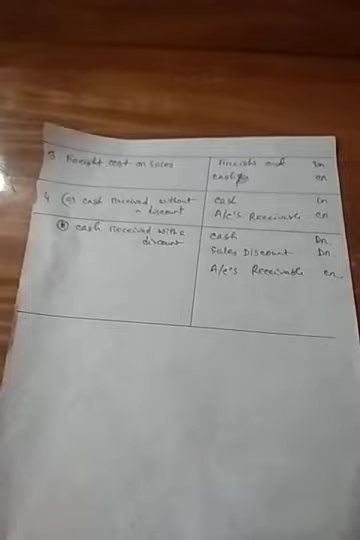 3 Freight cost on sales Freight out Dr
cash cr
4 (a) cash received without a discount cash Dr
A/c's Receivable cr
(b) cash received with a discount cash Dr
Sales Discount Dr
A/c's Receivable cr